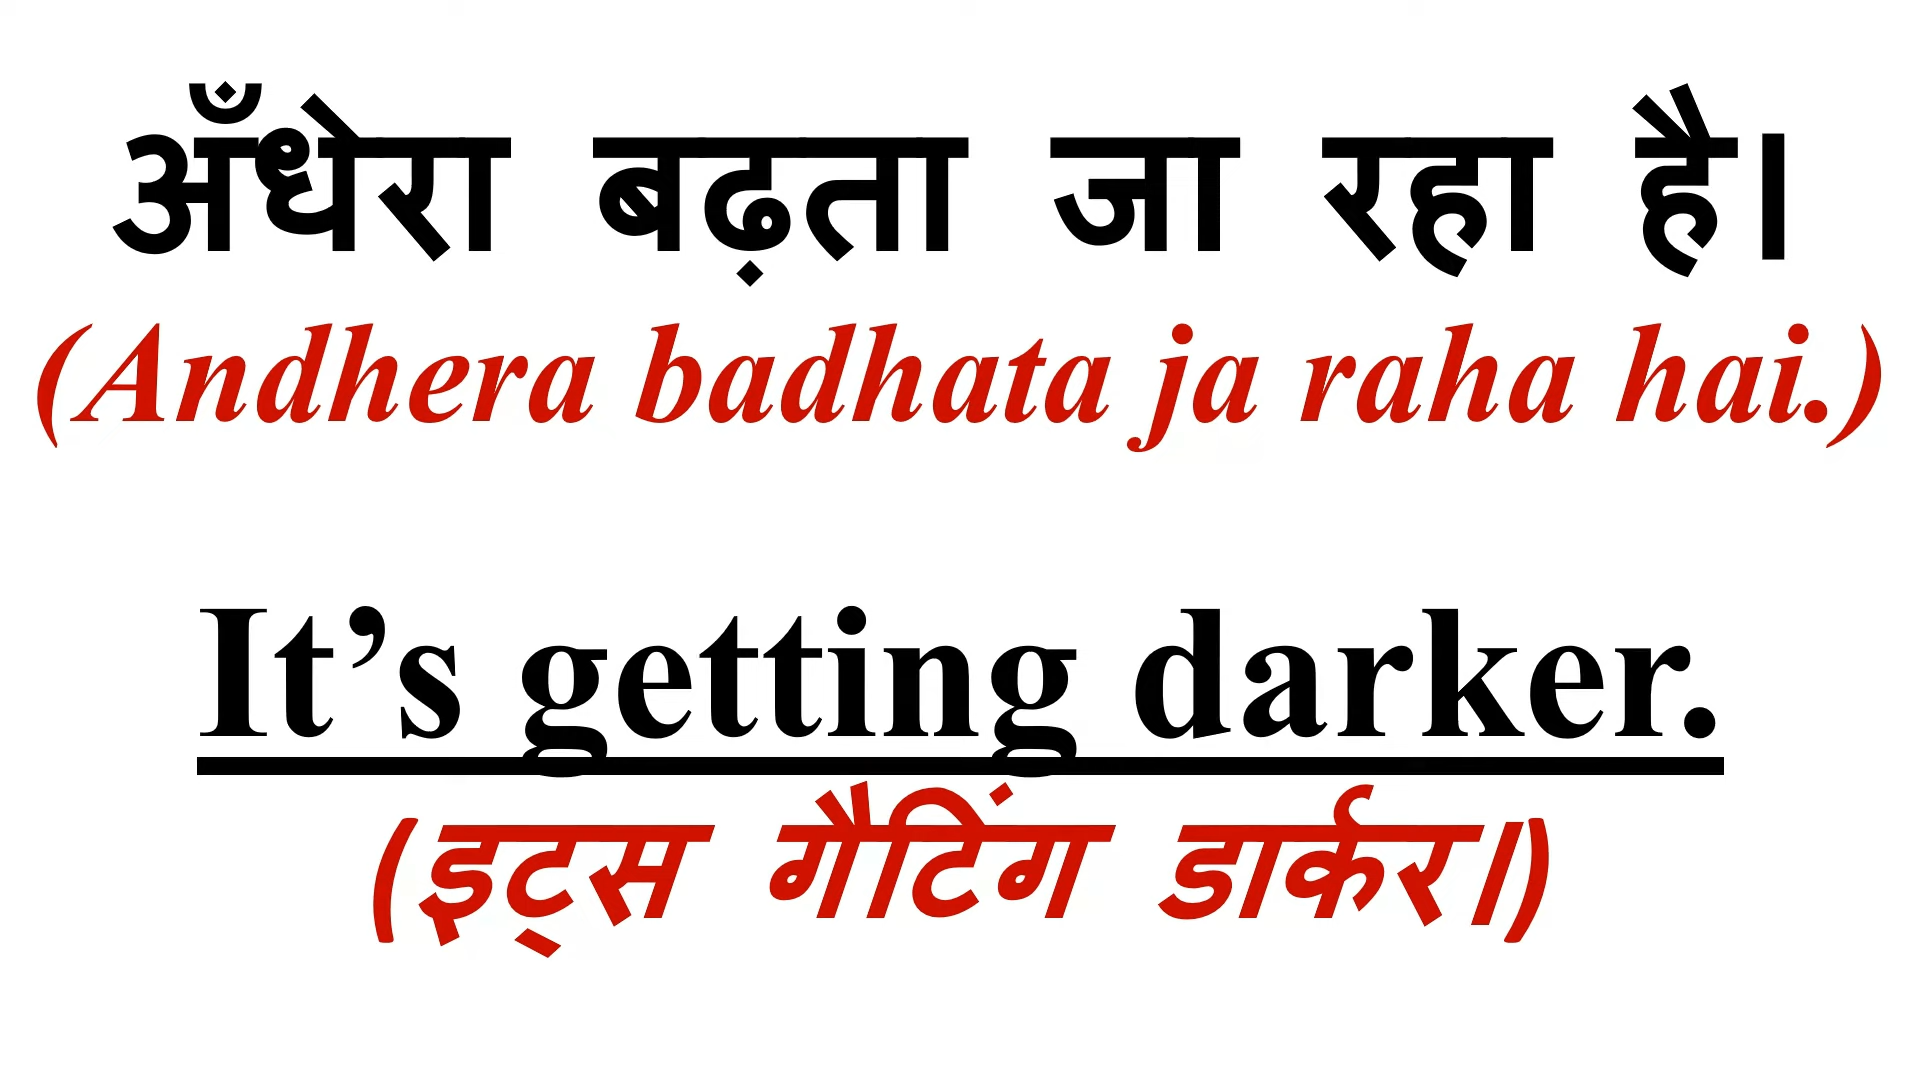 अँधेरा बढ़ता जा रहा है।
(Andhera badhata ja raha hai.)
It’s getting darker.
(इट्स गैटिंग डार्कर।)